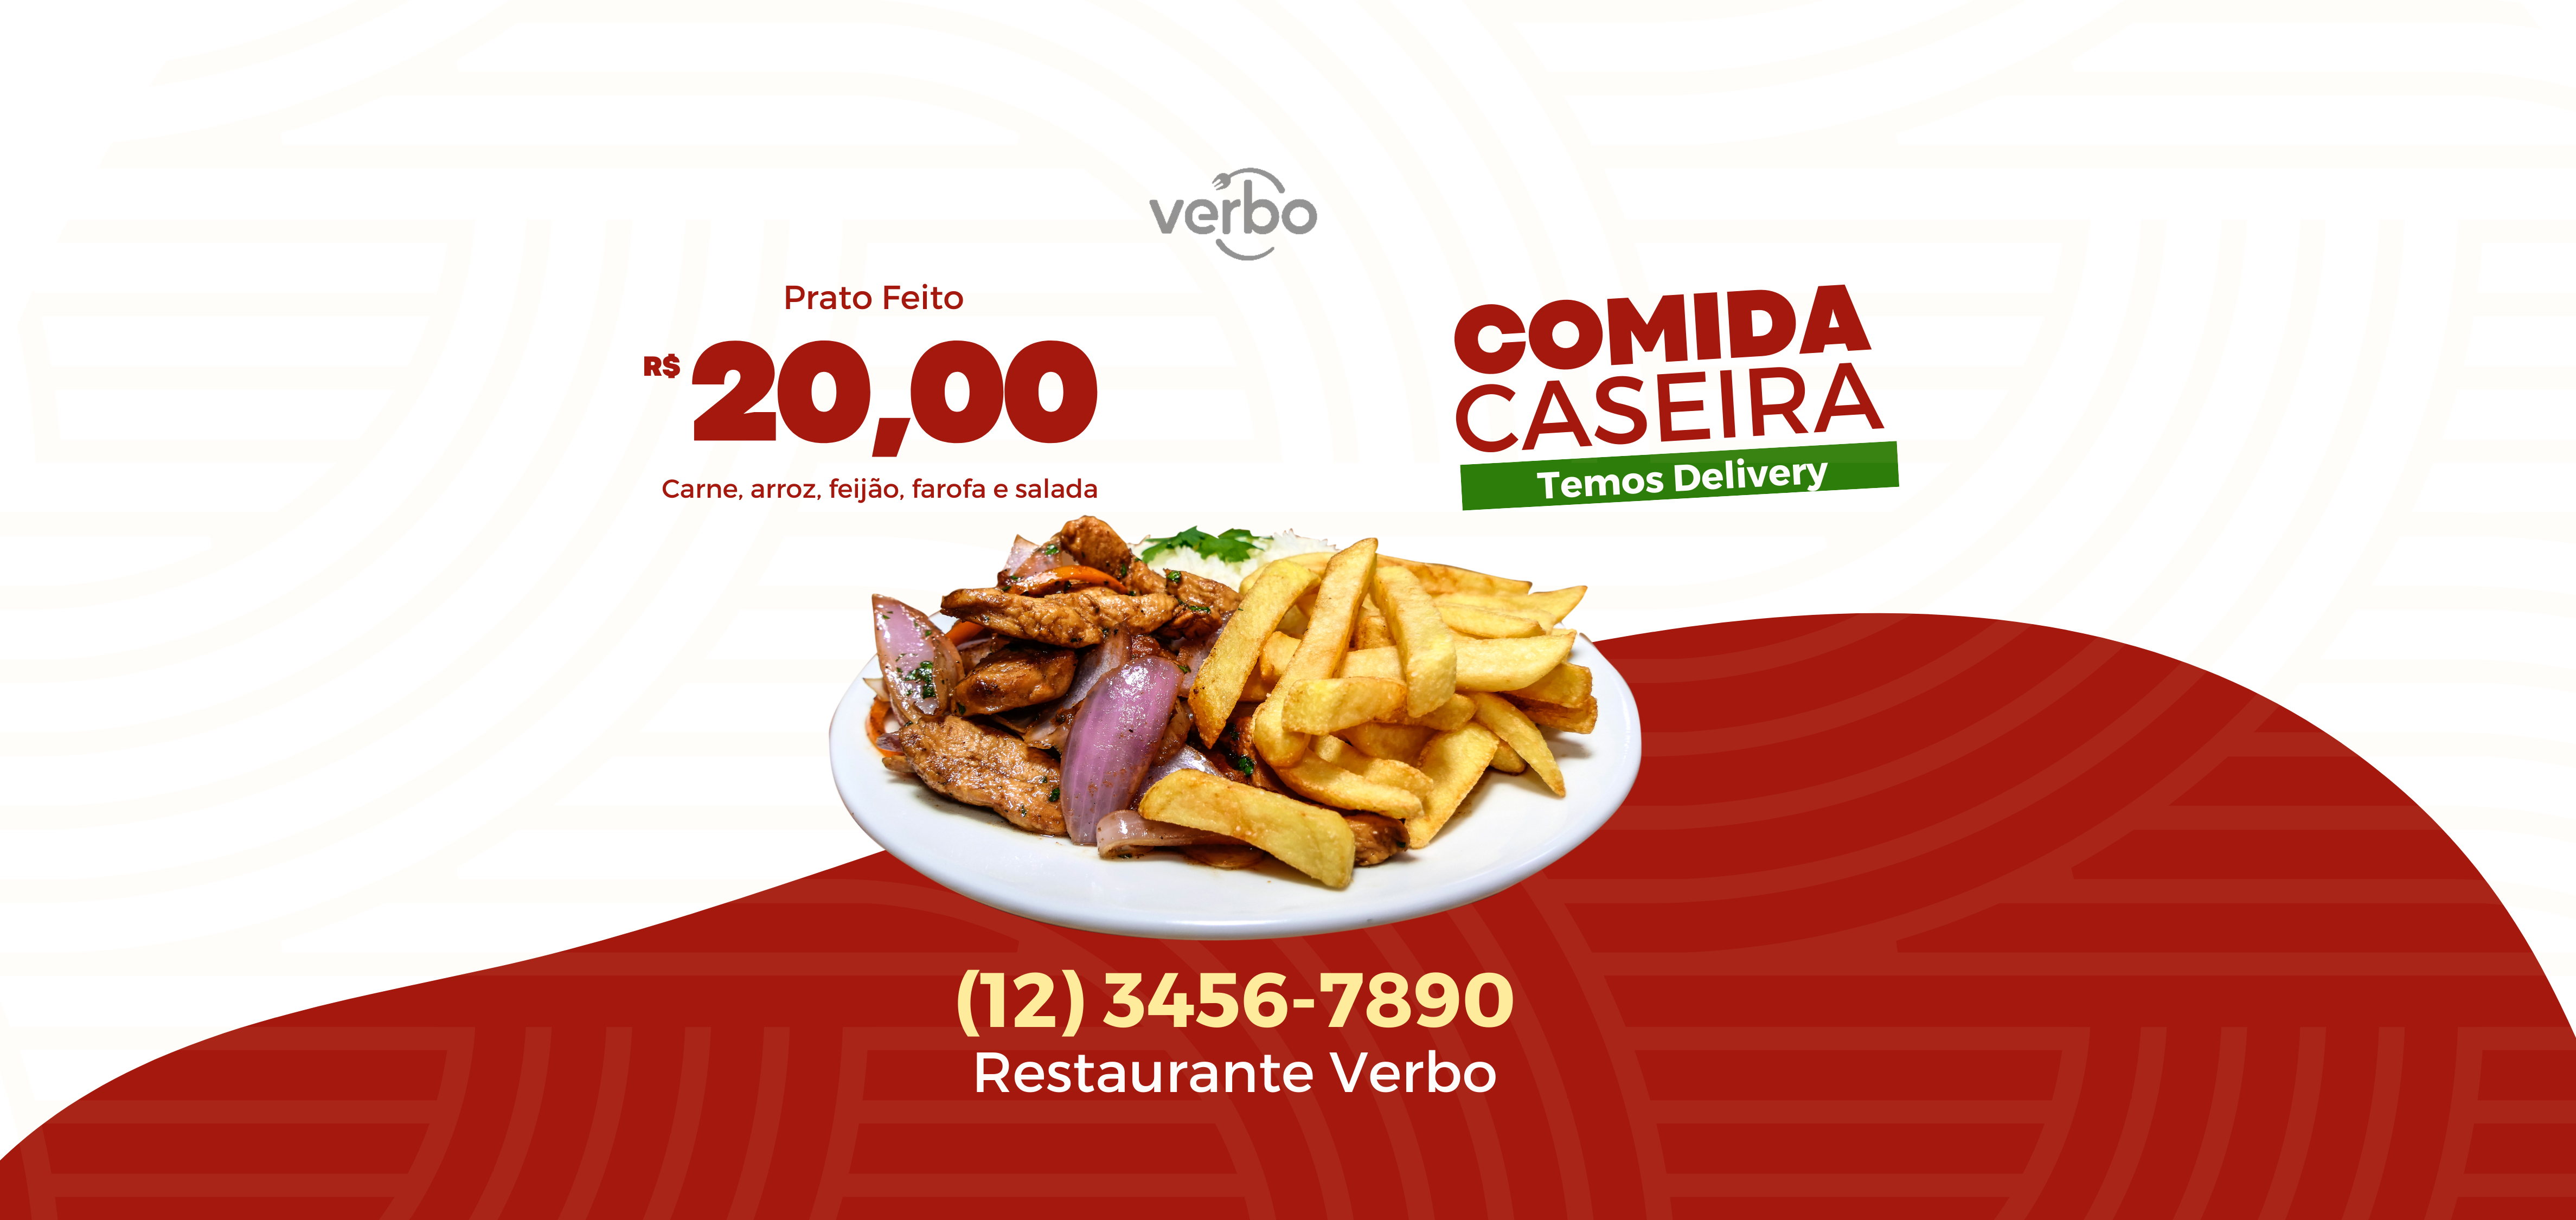 verbo
Prato Feito
R$ 20,00
Carne, arroz, feijão, farofa e salada
COMIDA
CASEIRA
Temos Delivery
(12) 3456-7890
Restaurante Verbo